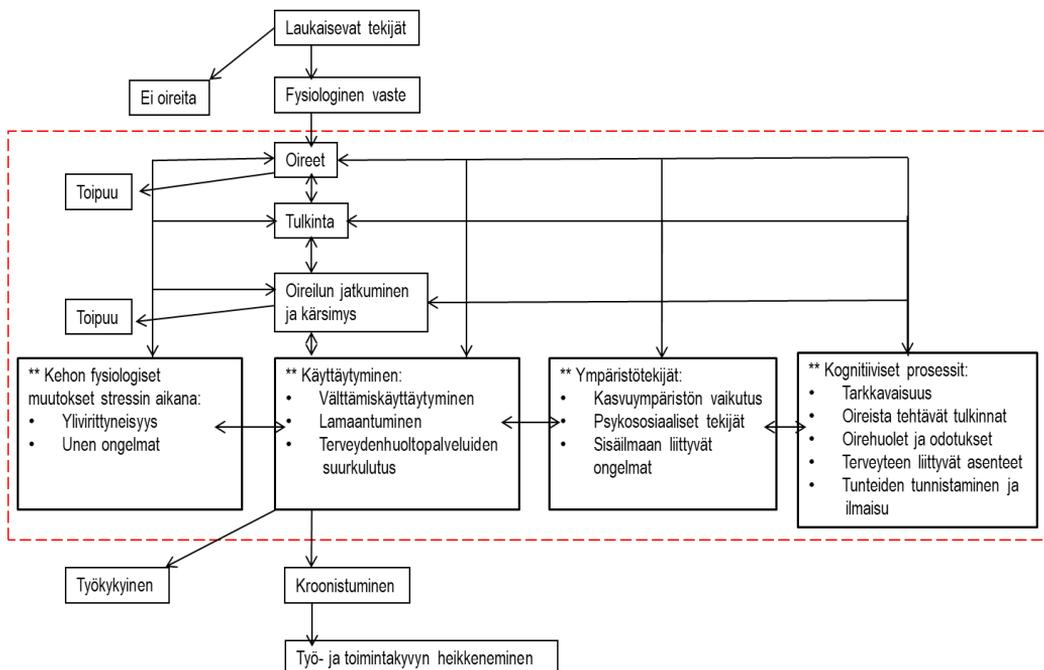 Laukaisevat tekijät
Ei oireita
Fysiologinen vaste
Oireet
Toipuu
Tulkinta
Oireilun jatkuminen
ja kärsimys
Toipuu
** Kehon fysiologiset
muutokset stressin aikana:
• Ylivirittyneisyys
• Unen ongelmat
** Käyttäytyminen:
• Välttämiskäyttäytyminen
• Lamaantuminen
• Terveydenhuoltopalveluiden
suurkulutus
** Ympäristötekijät:
• Kasvuympäristön vaikutus
• Psykososiaaliset tekijät
• Sisäilmaan liittyvät
ongelmat
** Kognitiiviset prosessit:
• Tarkkavaisuus
• Oireista tehtävät tulkinnat
• Oirehuolet ja odotukset
• Terveyteen liittyvät asenteet
• Tunteiden tunnistaminen ja
ilmaisu
Työkykyinen
Kroonistuminen
Työ- ja toimintakyvyn heikkeneminen